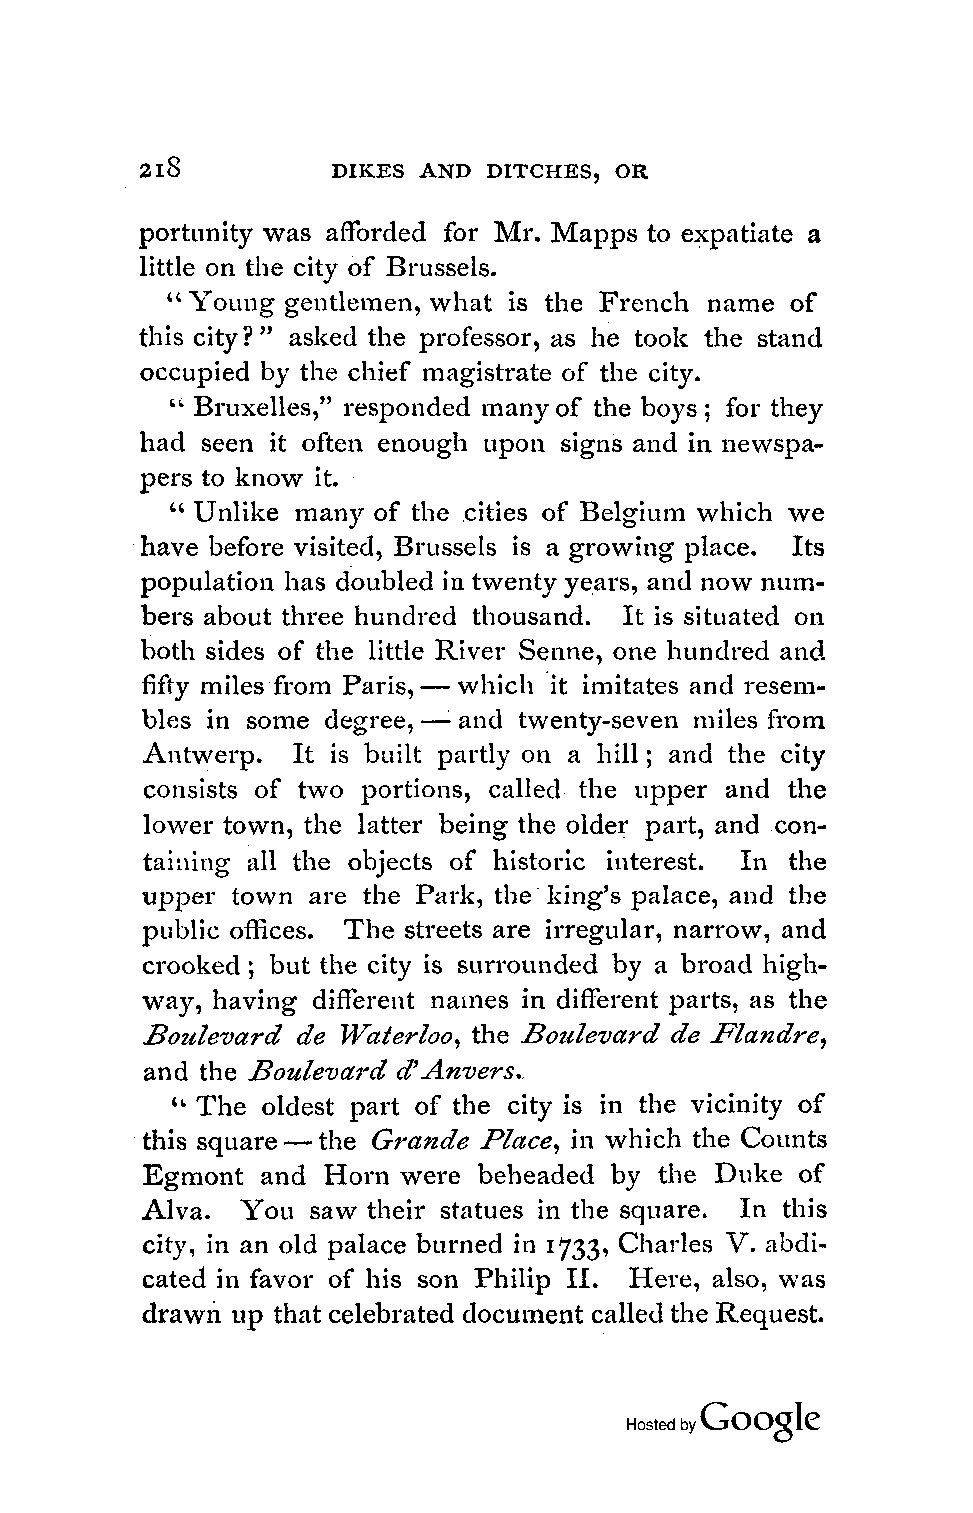 218 DIKES AND DITCHES, OR
portunity was afforded for Mr. Mapps to expatiate a
little on the city of Brussels.
“Young gentlemen, what is the French name of
this city?” asked the professor, as he took the stand
occupied by the chief magistrate of the city.
“Bruxelles,” responded many of the boys; for they
had seen it often enough upon signs and in newspa-
pers to know it.
“Unlike many of the cities of Belgium which we
have before visited, Brussels is a growing place. Its
population has doubled in twenty years, and now num-
bers about three hundred thousand. It is situated on
both sides of the little River Senne, one hundred and
fifty miles from Paris, — which it imitates and resem-
bles in some degree, — and twenty-seven miles from
Antwerp. It is built partly on a hill; and the city
consists of two portions, called the upper and the
lower town, the latter being the older part, and con-
taining all the objects of historic interest. In the
upper town are the Park, the king’s palace, and the
public offices. The streets are irregular, narrow, and
crooked; but the city is surrounded by a broad high-
way, having different names in different parts, as the
Boulevard de Waterloo, the Boulevard de Flandre,
and the Boulevard d’Anvers.
“The oldest part of the city is in the vicinity of
this square — the Grande Place, in which the Counts
Egmont and Horn were beheaded by the Duke of
Alva. You saw their statues in the square. In this
city, in an old palace burned in 1733, Charles V. abdi-
cated in favor of his son Philip II. Here, also, was
drawn up that celebrated document called the Request.
Hosted by Google